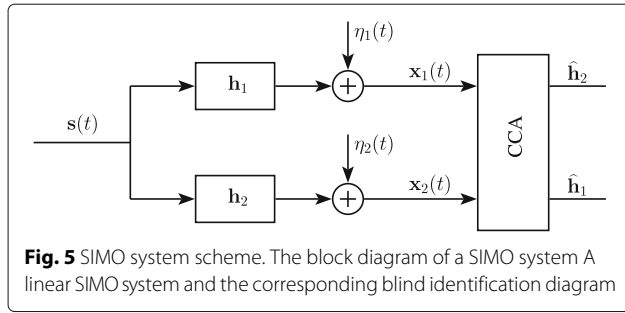 η₁(t)
h₁
x₁(t)
ĥ₂
s(t)
CCA
η₂(t)
h₂
x₂(t)
ĥ₁
Fig. 5 SIMO system scheme. The block diagram of a SIMO system A
linear SIMO system and the corresponding blind identification diagram